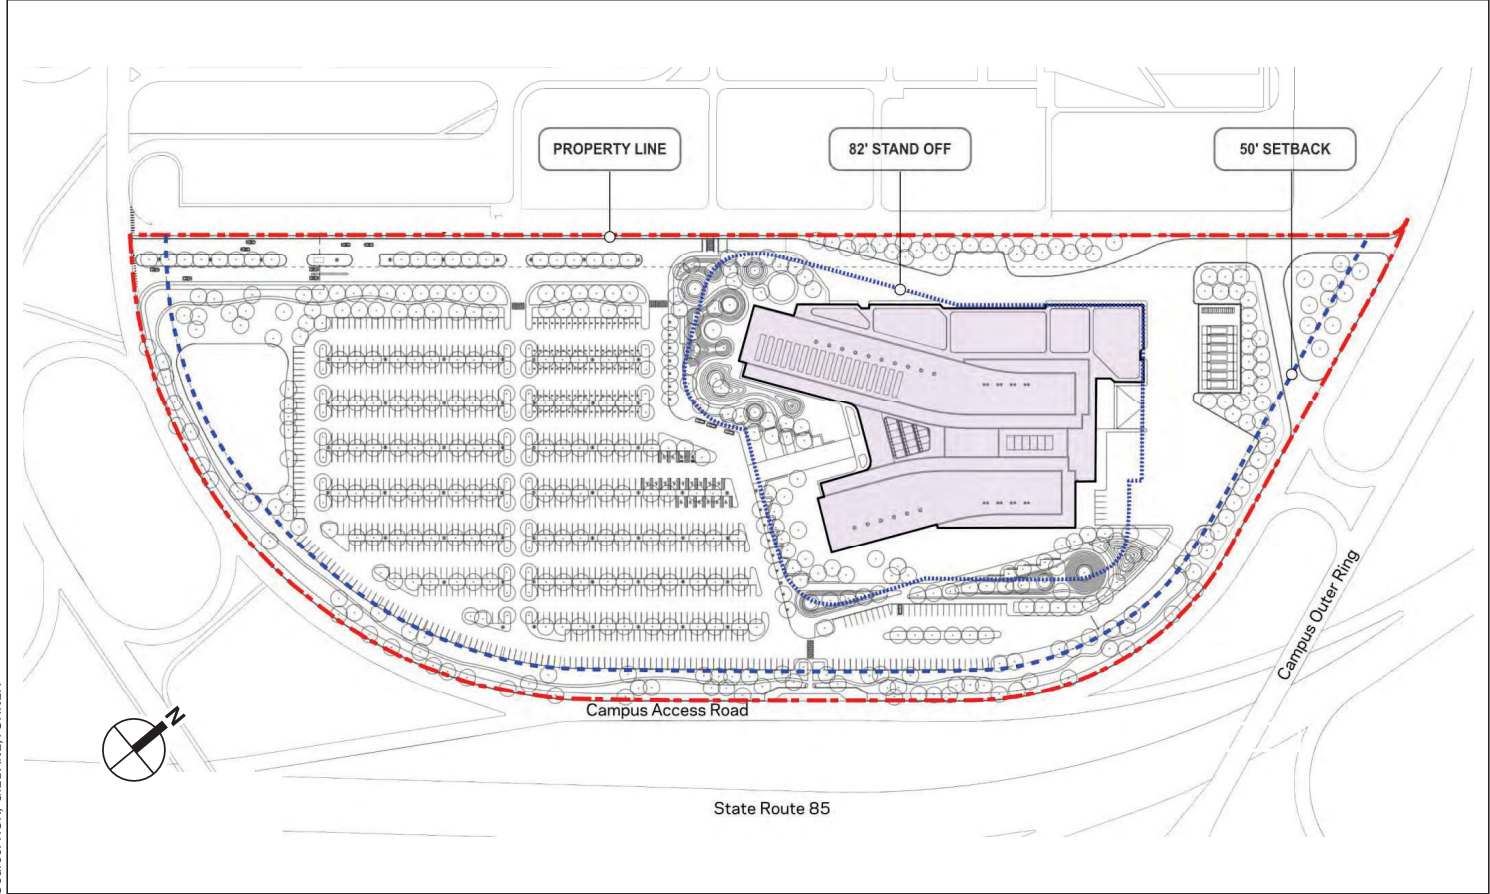 PROPERTY LINE
82' STAND OFF
50' SETBACK
Campus Outer Ring
Campus Access Road
N
State Route 85